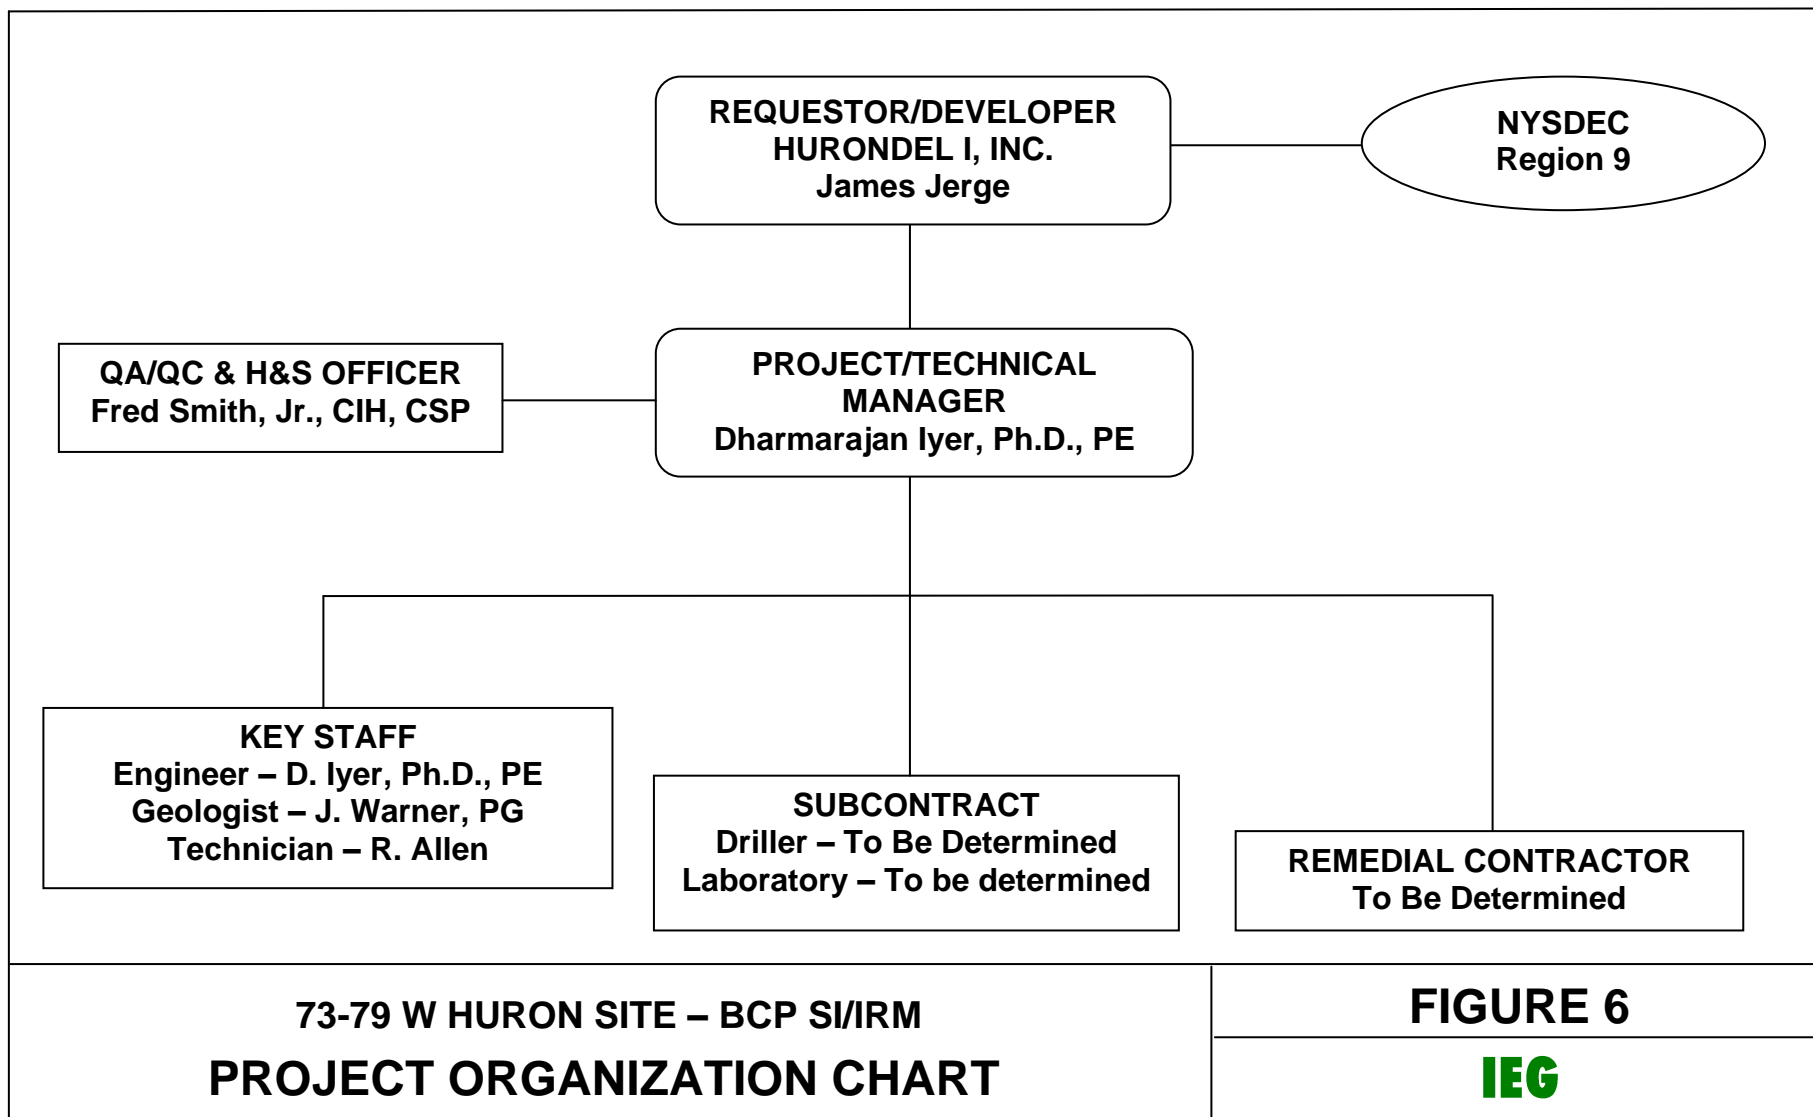 REQUESTOR/DEVELOPER
HURONDEL I, INC.
James Jerge
NYSDEC
Region 9
QA/QC & H&S OFFICER
Fred Smith, Jr., CIH, CSP
PROJECT/TECHNICAL
MANAGER
Dharmarajan Iyer, Ph.D., PE
KEY STAFF
Engineer – D. Iyer, Ph.D., PE
Geologist – J. Warner, PG
Technician – R. Allen
SUBCONTRACT
Driller – To Be Determined
Laboratory – To be determined
REMEDIAL CONTRACTOR
To Be Determined
73-79 W HURON SITE – BCP SI/IRM
PROJECT ORGANIZATION CHART
FIGURE 6
IEG